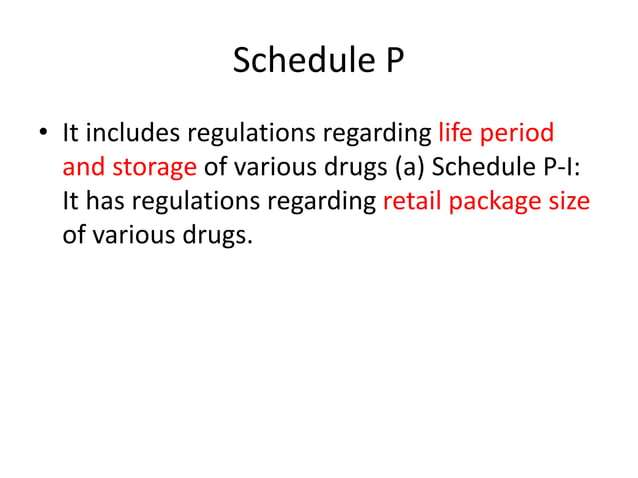 Schedule P
• It includes regulations regarding life period
and storage of various drugs (a) Schedule P-I:
It has regulations regarding retail package size
of various drugs.